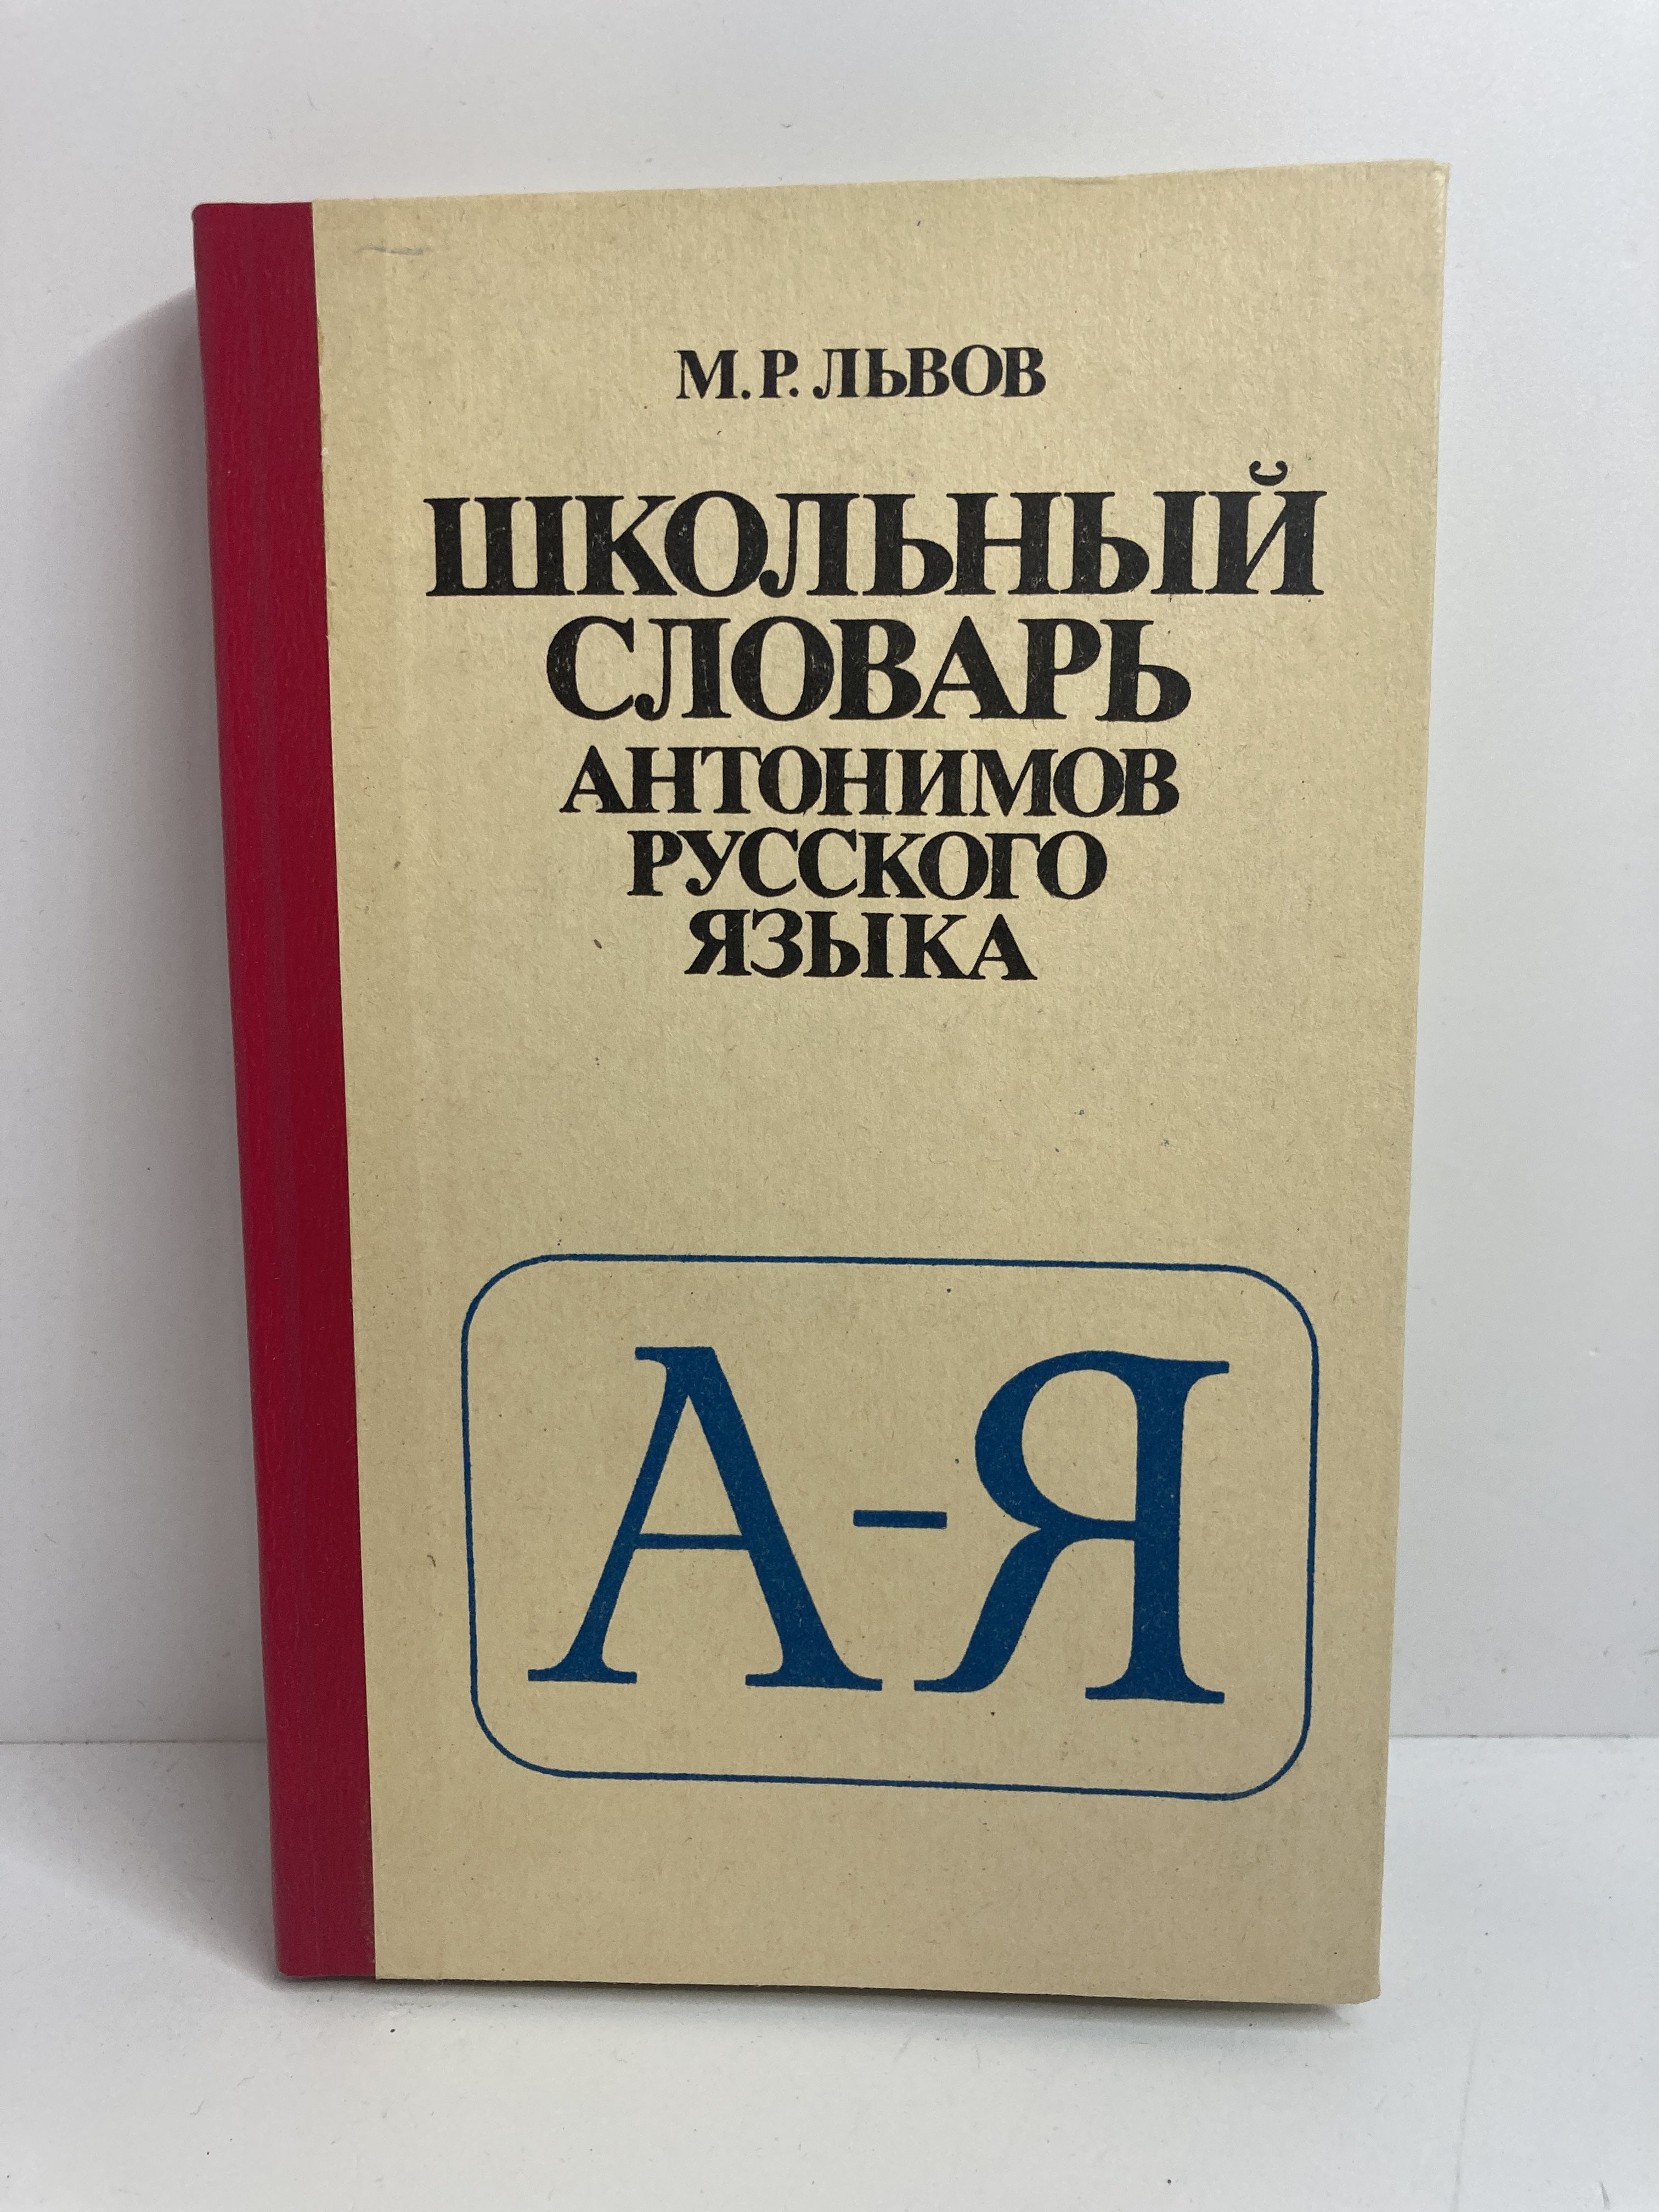 М.Р. ЛЬВОВ
ШКОЛЬНЫЙ
СЛОВАРЬ
АНТОНИМОВ
РУССКОГО
ЯЗЫКА
А-Я